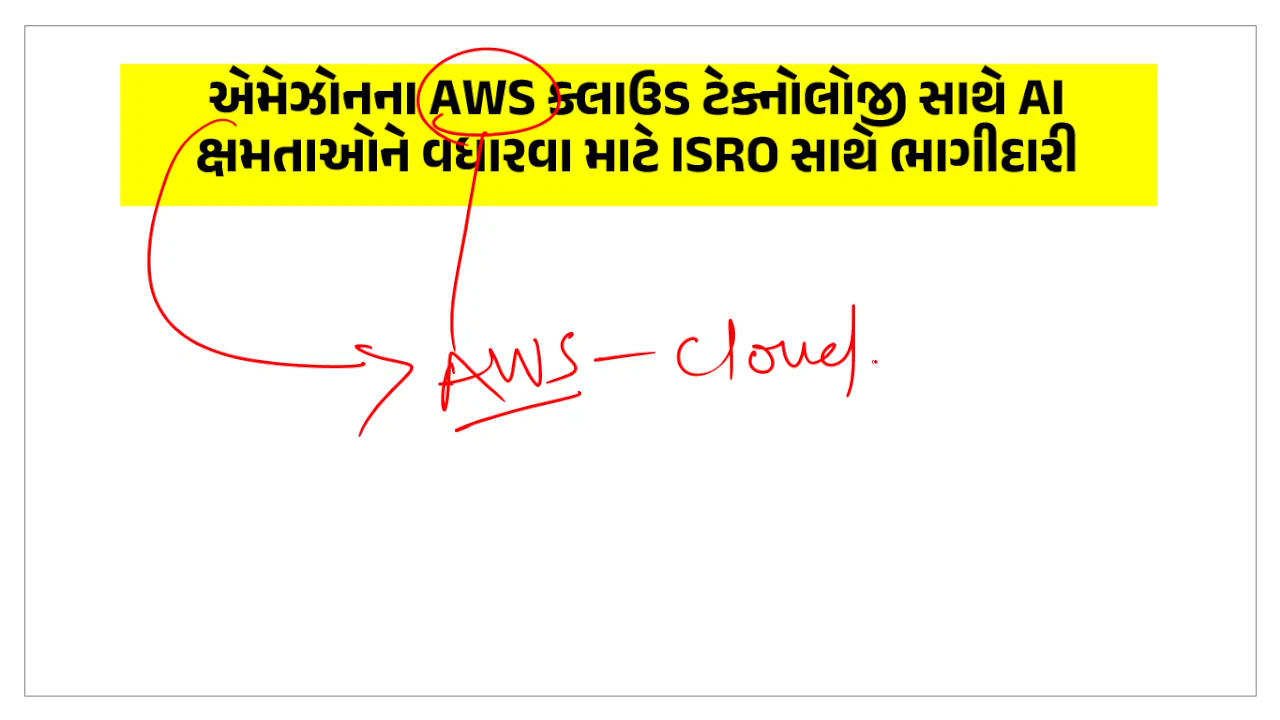 એમેઝોનના AWS ક્લાઉડ ટેક્નોલોજી સાથે AI
ક્ષમતાઓને વધારવા માટે ISRO સાથે ભાગીદારી
AWS – Cloud.